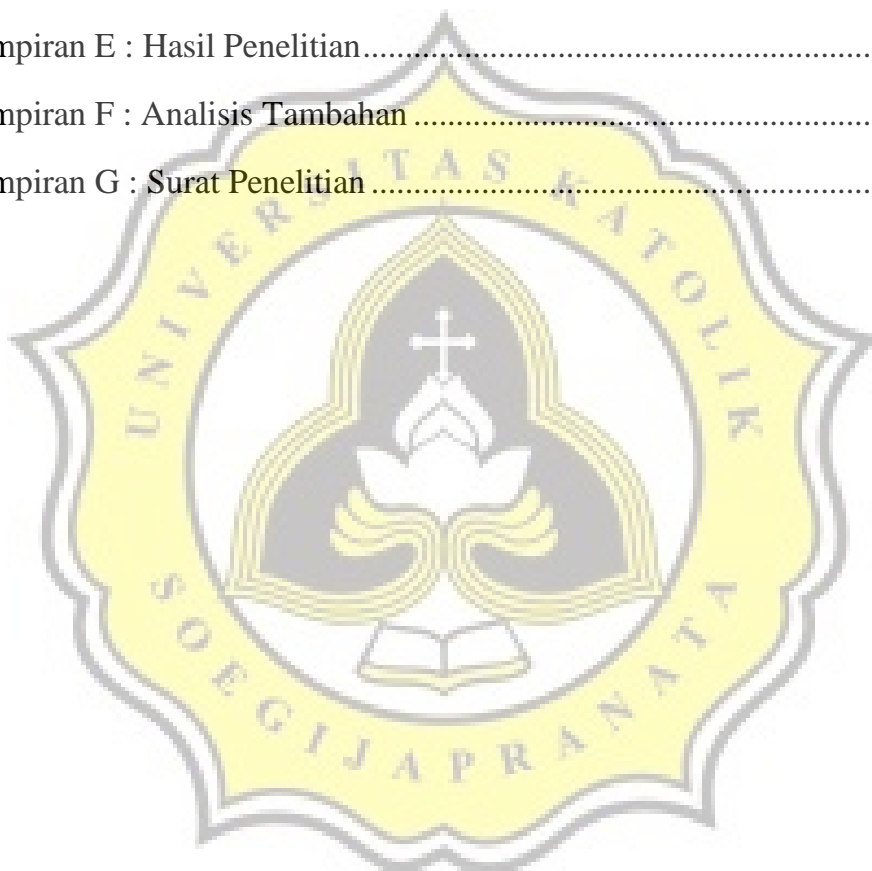 mpiran E : Hasil Penelitian..........................................................
mpiran F : Analisis Tambahan ....................................................
mpiran G : Surat Penelitian .........................................................
UNIVERSITAS KATOLIK
SOEGIJAPRANATA